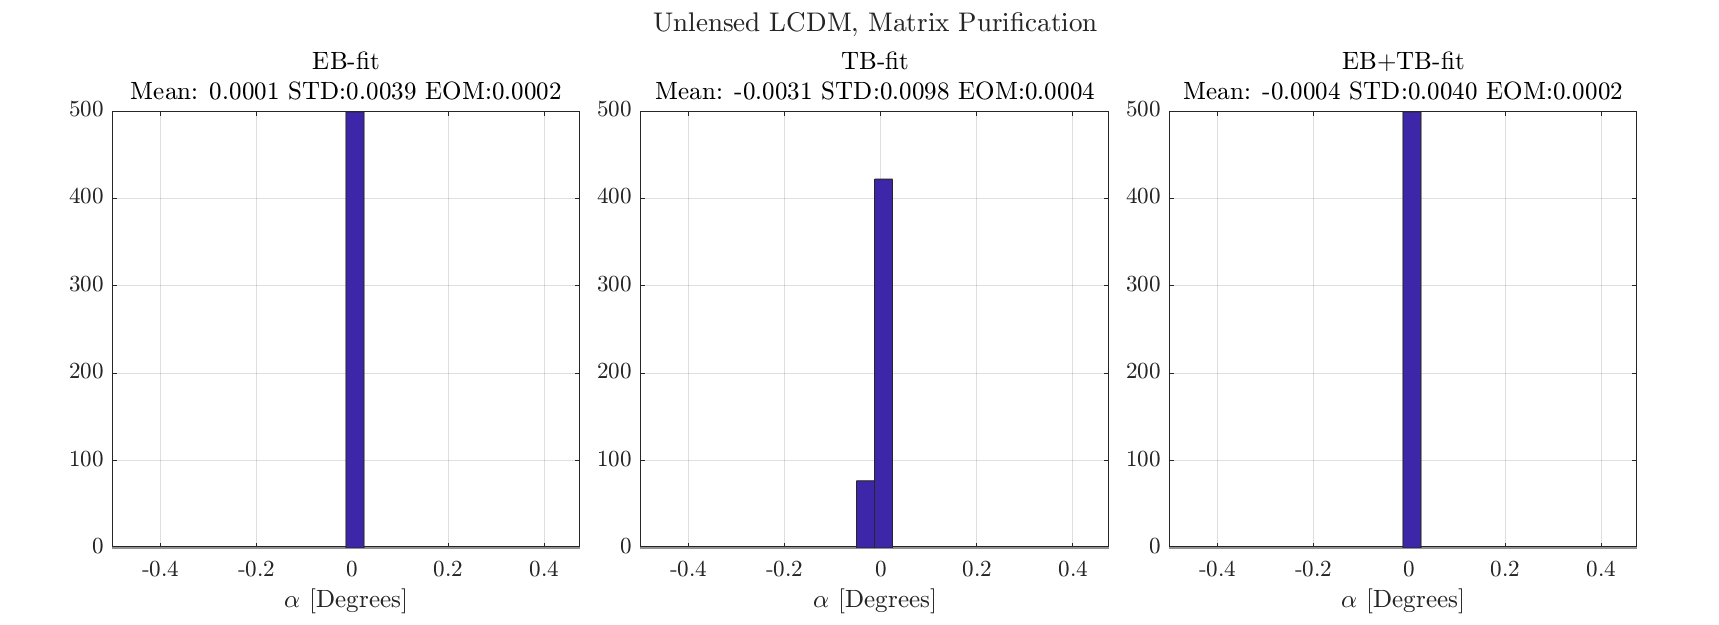 Unlensed LCDM, Matrix Purification
EB-fit
Mean: 0.0001 STD:0.0039 EOM:0.0002
500
400
300
200
100
0
-0.4 -0.2 0 0.2 0.4
α [Degrees]
TB-fit
Mean: -0.0031 STD:0.0098 EOM:0.0004
500
400
300
200
100
0
-0.4 -0.2 0 0.2 0.4
α [Degrees]
EB+TB-fit
Mean: -0.0004 STD:0.0040 EOM:0.0002
500
400
300
200
100
0
-0.4 -0.2 0 0.2 0.4
α [Degrees]